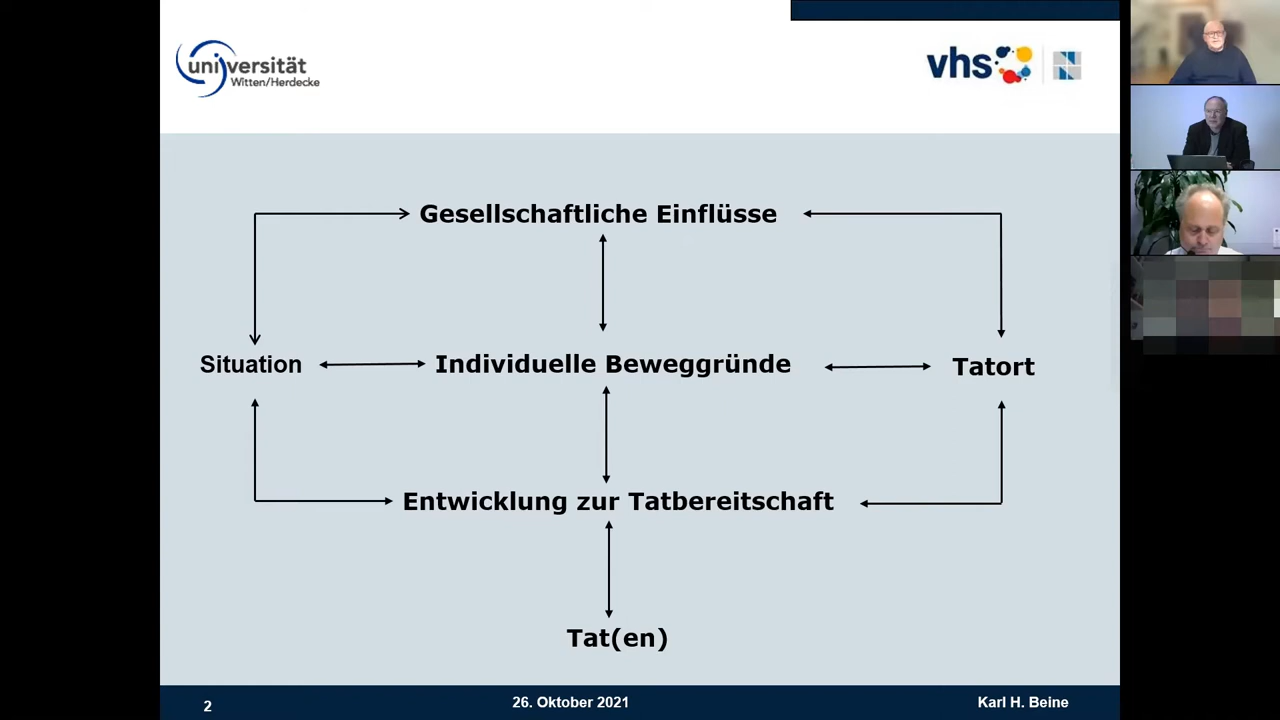 universität
Witten/Herdecke
vhs
Gesellschaftliche Einflüsse
Situation
Individuelle Beweggründe
Tatort
Entwicklung zur Tatbereitschaft
Tat(en)
2
26. Oktober 2021
Karl H. Beine